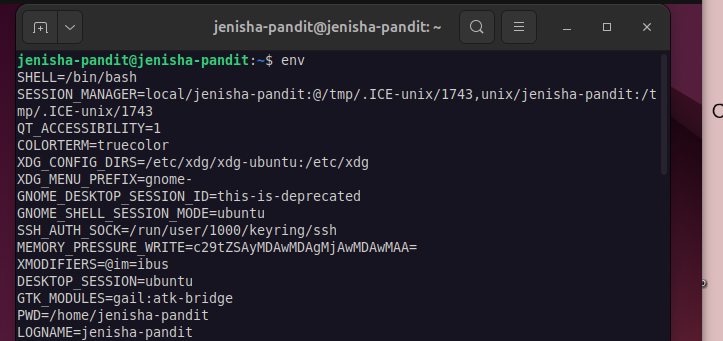 jenisha-pandit@jenisha-pandit: ~
jenisha-pandit@jenisha-pandit:~$ env
SHELL=/bin/bash
SESSION_MANAGER=local/jenisha-pandit:@/tmp/.ICE-unix/1743,unix/jenisha-pandit:/t
mp/.ICE-unix/1743
QT_ACCESSIBILITY=1
COLORTERM=truecolor
XDG_CONFIG_DIRS=/etc/xdg/xdg-ubuntu:/etc/xdg
XDG_MENU_PREFIX=gnome-
GNOME_DESKTOP_SESSION_ID=this-is-deprecated
GNOME_SHELL_SESSION_MODE=ubuntu
SSH_AUTH_SOCK=/run/user/1000/keyring/ssh
MEMORY_PRESSURE_WRITE=c29tZSAyMDAwMDAgMjAwMDAwMAA=
XMODIFIERS=@im=ibus
DESKTOP_SESSION=ubuntu
GTK_MODULES=gail:atk-bridge
PWD=/home/jenisha-pandit
LOGNAME=jenisha-pandit